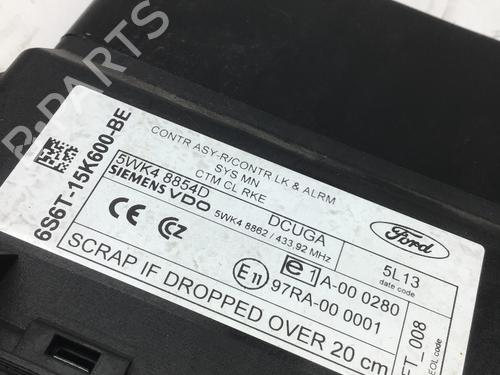 B-PARTS
6S6T-15K600-BE
CONTR ASY-R/CONTR LK & ALRM
SYS MN
CTM CL RKE
5WK4 8854D
SIEMENS VDO
DCUGA
5WK4 8862 / 433.92 MHz
Ford
5L13
date code
CE CZ
e1 A-00 0280
E11 97RA-00 0001
SCRAP IF DROPPED OVER 20 cm
FT_008
EOL code